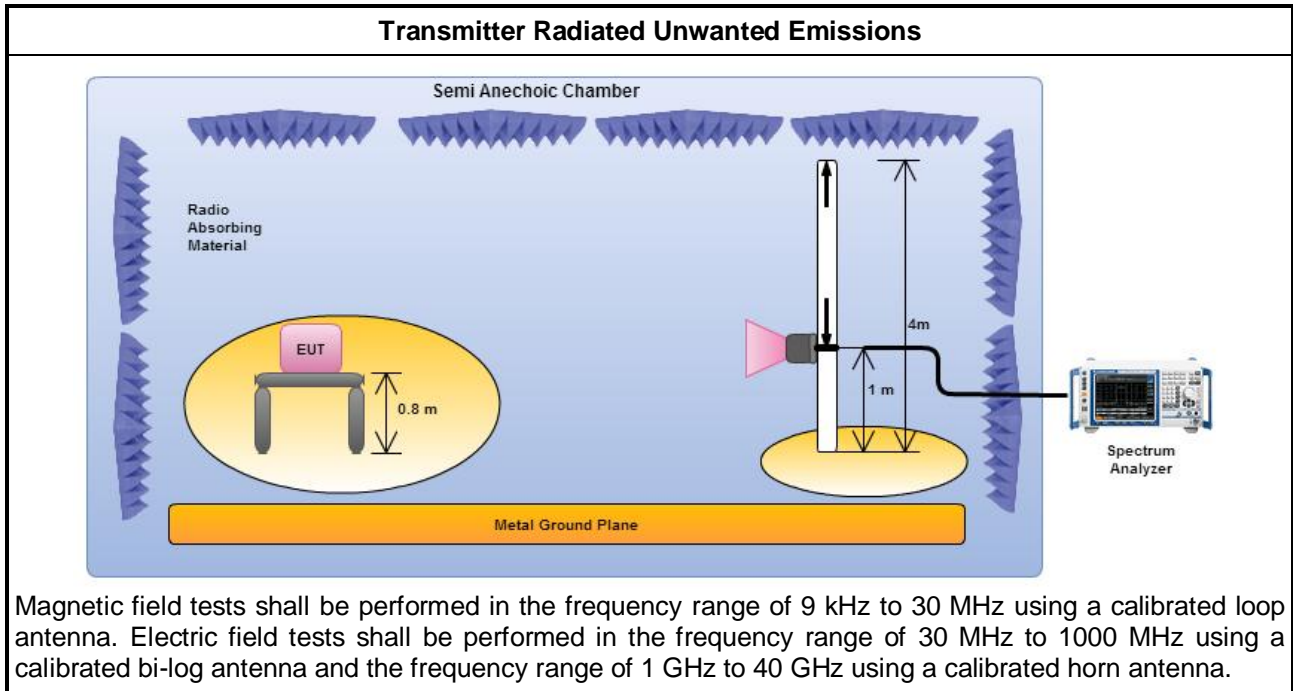 Transmitter Radiated Unwanted Emissions
Semi Anechoic Chamber
Radio
Absorbing
Material
EUT
0.8 m
4m
1 m
Spectrum
Analyzer
Metal Ground Plane
Magnetic field tests shall be performed in the frequency range of 9 kHz to 30 MHz using a calibrated loop
antenna. Electric field tests shall be performed in the frequency range of 30 MHz to 1000 MHz using a
calibrated bi-log antenna and the frequency range of 1 GHz to 40 GHz using a calibrated horn antenna.